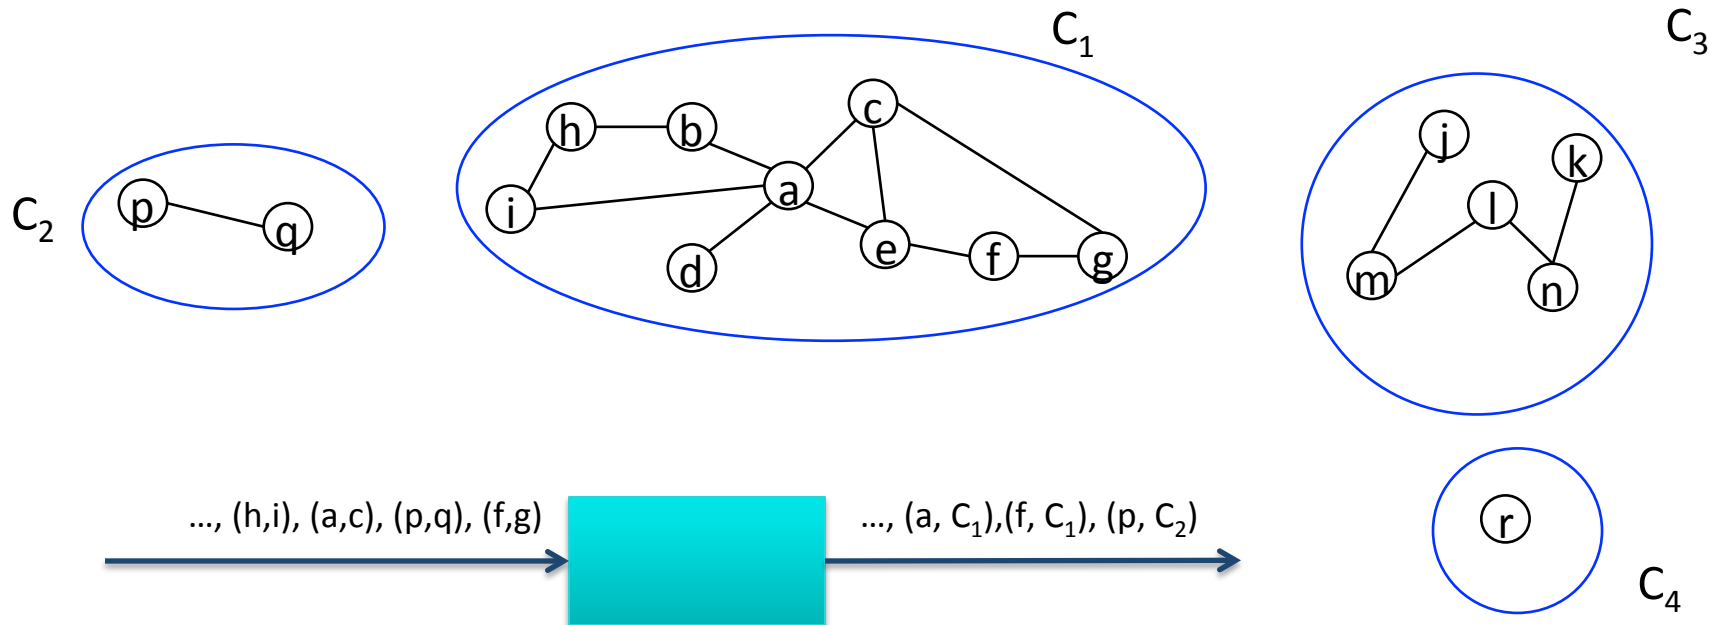 C₁
C₃
c
h
b
j
k
a
p
i
l
C₂
q
e
f
g
d
m
n
..., (h,i), (a,c), (p,q), (f,g)
..., (a, C₁),(f, C₁), (p, C₂)
r
C₄